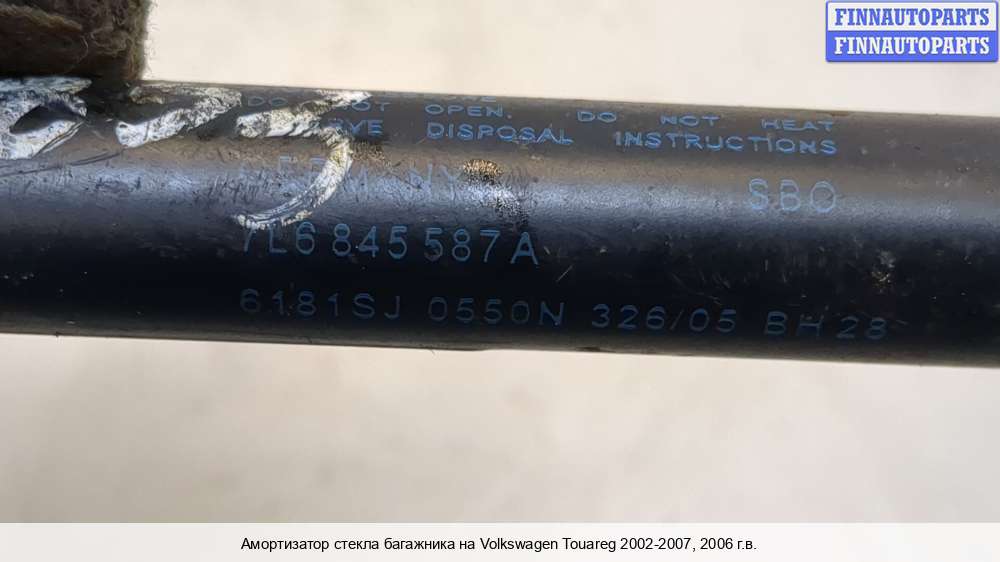 FINNAUTOPARTS
FINNAUTOPARTS
OPEN. DO NOT HEAT
DISPOSAL INSTRUCTIONS
SBO
7L6 845 587A
6181SJ 0550N 326/05 BH28
Амортизатор стекла багажника на Volkswagen Touareg 2002-2007, 2006 г.в.